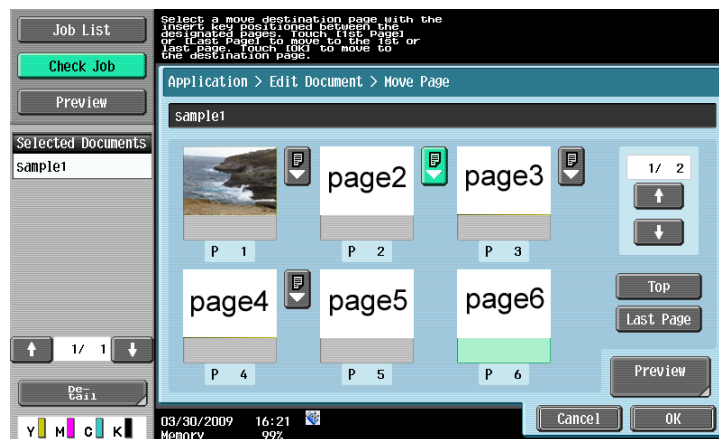 Job List
Check Job
Preview
Selected Documents
sample1
1/ 1
De-
tail
Y M C K
Select a move destination page with the
insert key positioned between the
designated pages. Touch [1st Page]
or [Last Page] to move to the 1st or
last page. Touch [OK] to move to
the destination page.
Application > Edit Document > Move Page
sample1
page2
page3
P 1
P 2
P 3
page4
page5
page6
P 4
P 5
P 6
1/ 2
Top
Last Page
Preview
03/30/2009 16:21
Memory 99%
Cancel
OK